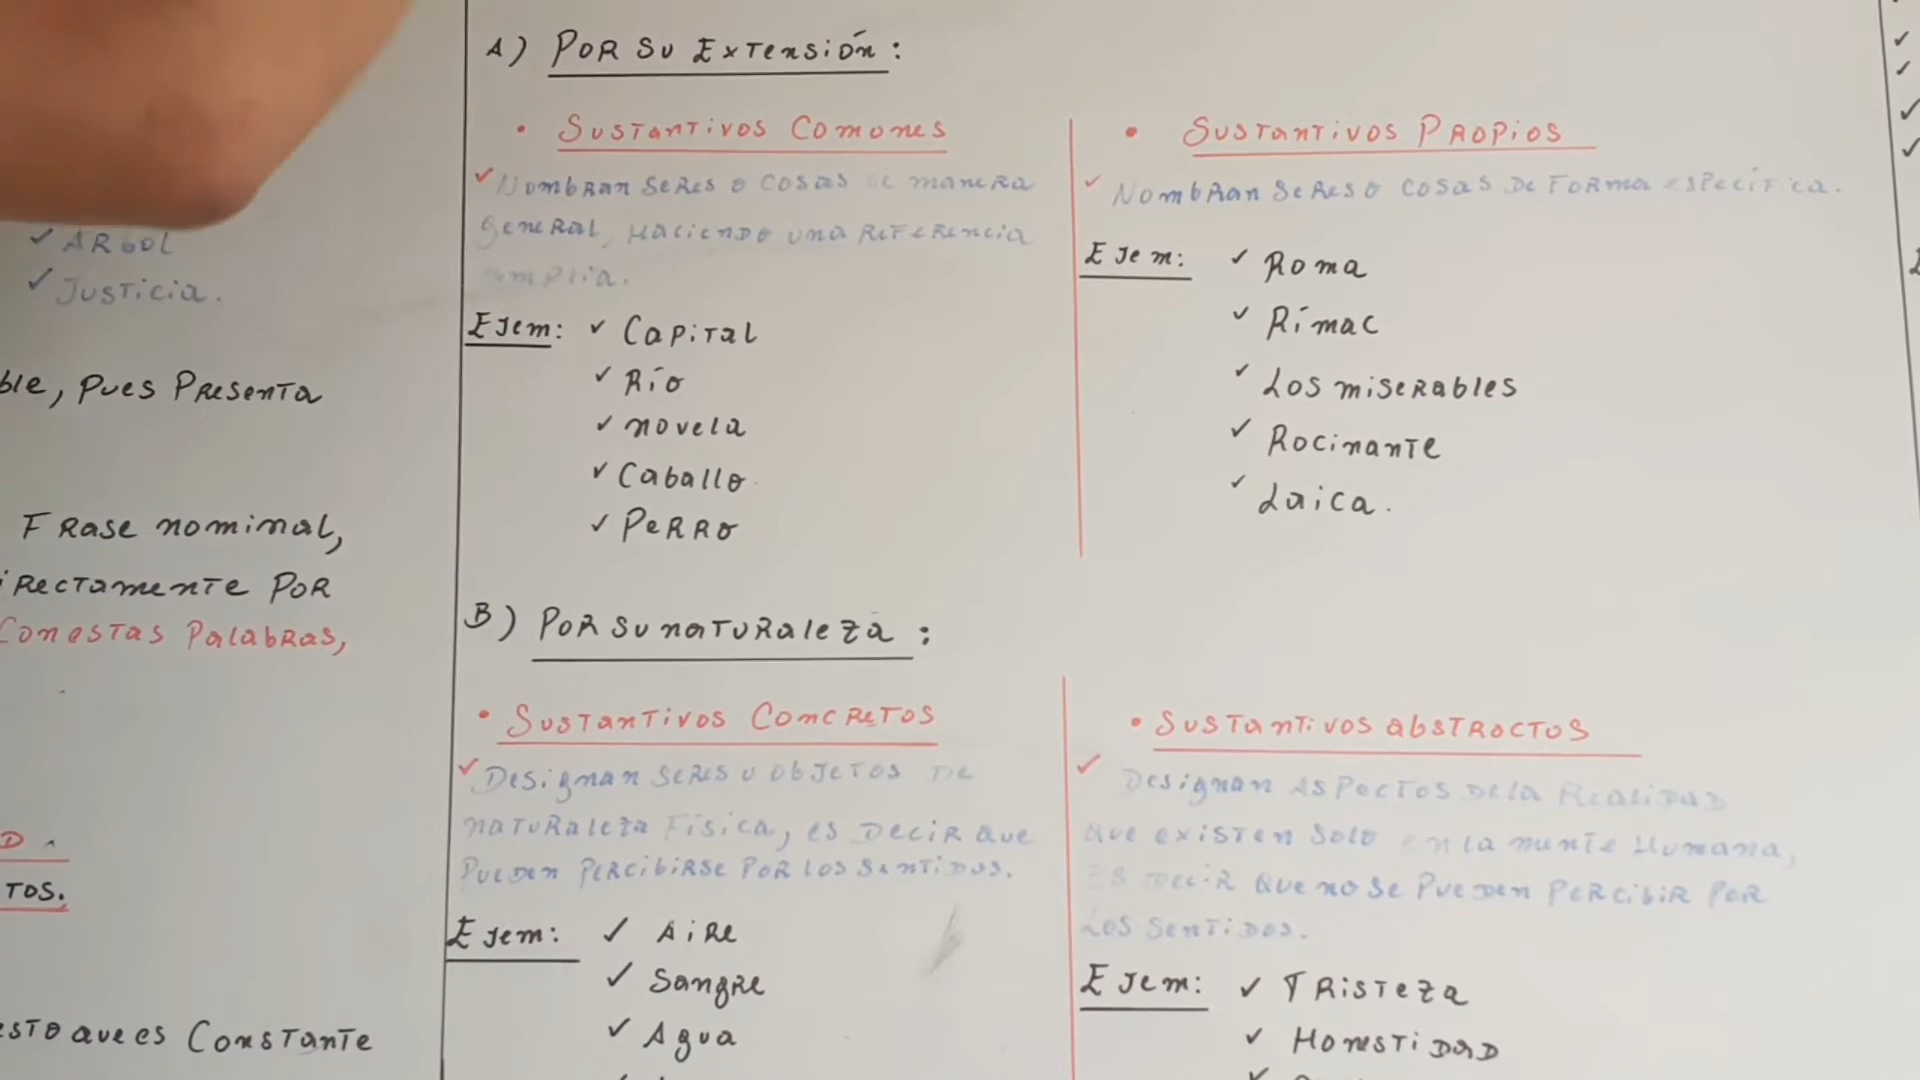 ARbOL
JUSTICIA.
ble, PUES PRESENTA
FRASE nominal,
IRECTAMENTE POR
CON ESTAS PALABRAS,
D.
TOS.
ESTO QUE ES CONSTANTE
A) POR SU EXTENSIÓN:
• SUSTANTIVOS COMONES
NOMBRAN SERES O COSAS DE MANERA
GENERAL, HACIENDO UNA REFERENCIA
AMPLIA.
EJEM: ✓ CAPITAL
✓ RÍO
✓ NOVELA
✓ CABALLO
✓ PERRO
• SUSTANTIVOS PROPIOS
NOMBRAN SERES O COSAS DE FORMA ESPECÍFICA.
EJEM: ✓ ROMA
✓ RÍMAC
✓ LOS MISERABLES
✓ ROCINANTE
✓ LAICA.
B) POR SU NATURALEZA:
• SUSTANTIVOS CONCRETOS
DESIGNAN SERES U OBJETOS DE
NATURALEZA FÍSICA, ES DECIR QUE
PUEDEN PERCIBIRSE POR LOS SENTIDOS.
EJEM: ✓ AIRE
✓ SANGRE
✓ AGUA
• SUSTANTIVOS ABSTROCTOS
DESIGNAN ASPECTOS DE LA REALIDAD
QUE EXISTEN SOLO EN LA MENTE HUMANA,
ES DECIR QUE NO SE PUEDEN PERCIBIR POR
LOS SENTIDOS.
EJEM: ✓ TRISTEZA
✓ HONESTIDAD